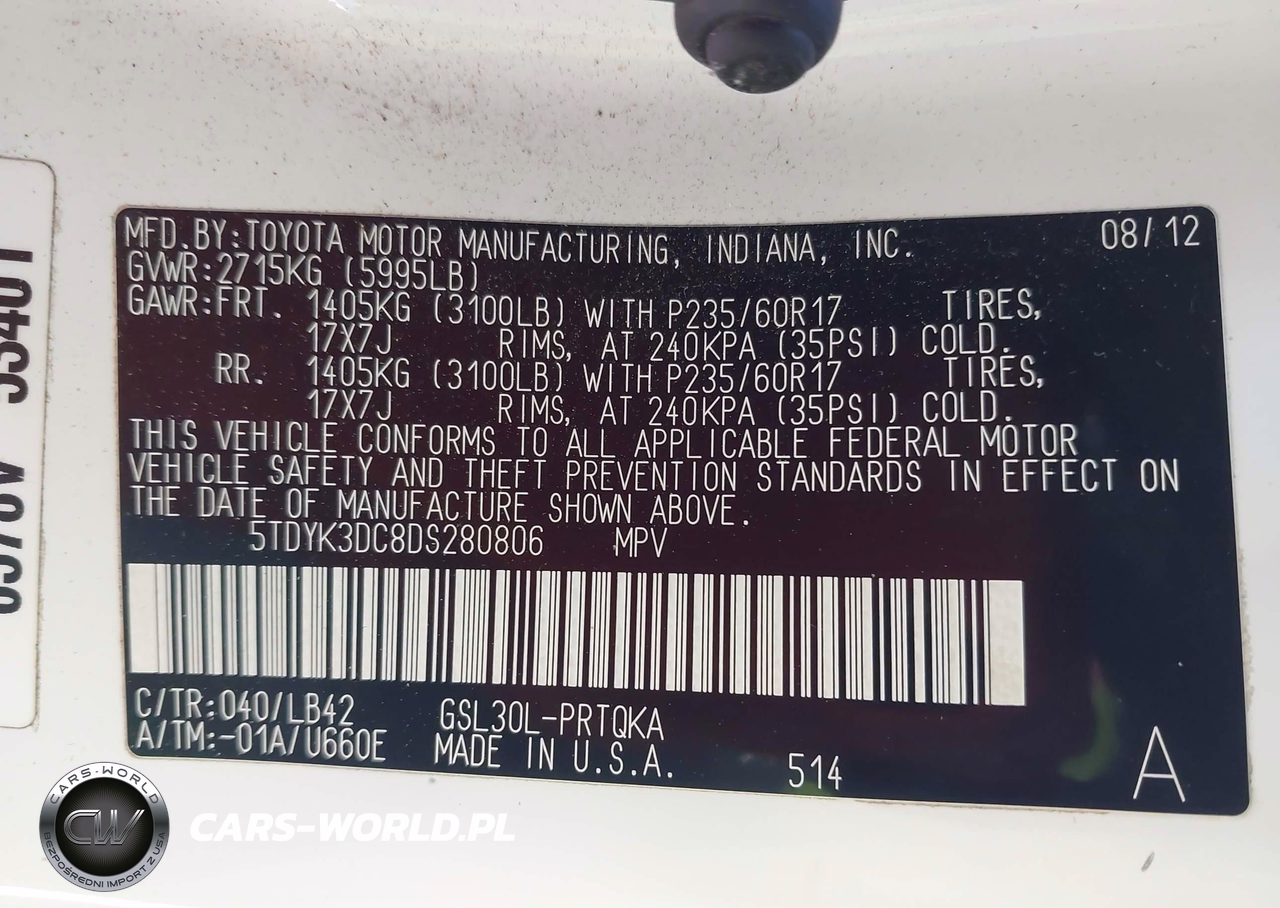 MFD.BY:TOYOTA MOTOR MANUFACTURING, INDIANA, INC. 08/12
GVWR:2715KG (5995LB)
GAWR:FRT. 1405KG (3100LB) WITH P235/60R17 TIRES,
17X7J RIMS, AT 240KPA (35PSI) COLD.
RR. 1405KG (3100LB) WITH P235/60R17 TIRES,
17X7J RIMS, AT 240KPA (35PSI) COLD.
THIS VEHICLE CONFORMS TO ALL APPLICABLE FEDERAL MOTOR
VEHICLE SAFETY AND THEFT PREVENTION STANDARDS IN EFFECT ON
THE DATE OF MANUFACTURE SHOWN ABOVE.
5TDYK3DC8DS280806 MPV
C/TR:040/LB42 GSL30L-PRTQKA
A/TM:-01A/U660E MADE IN U.S.A. 514 A
CARS-WORLD
CW
BEZPOŚREDNI IMPORT Z USA
CARS-WORLD.PL